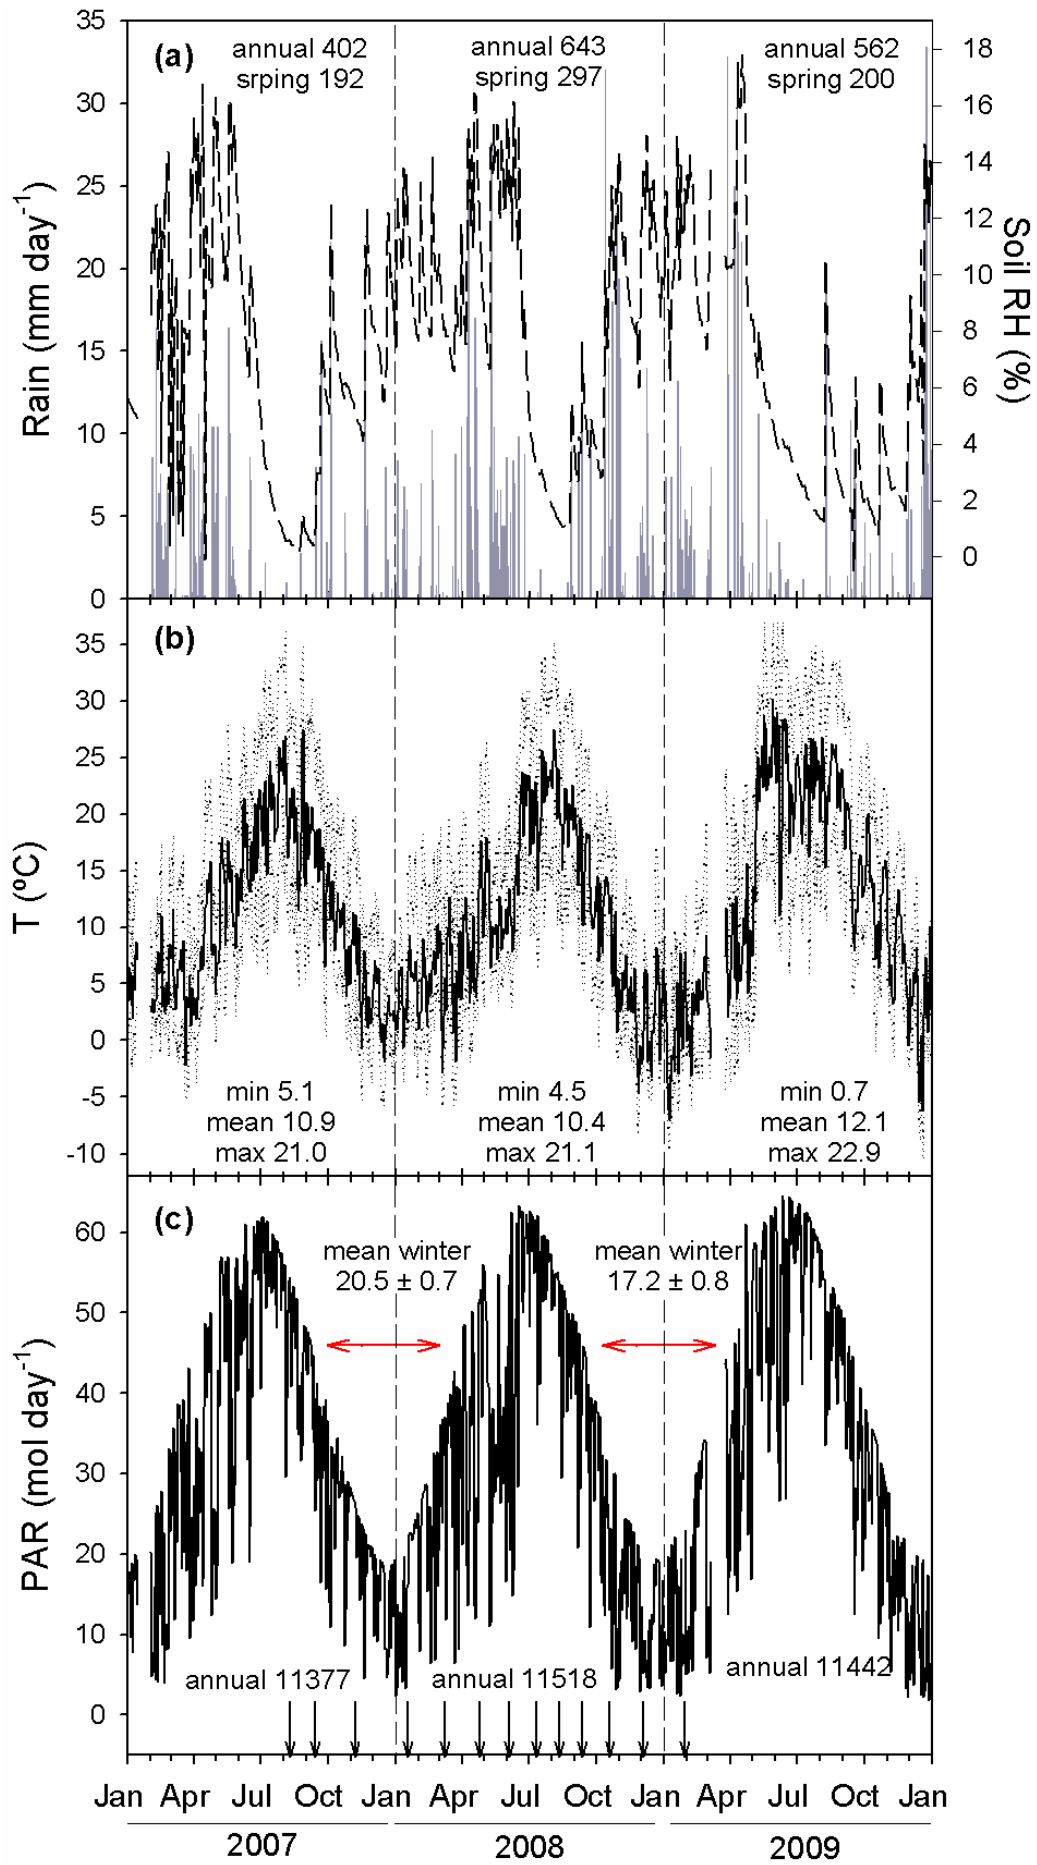 (a)
annual 402
srping 192
annual 643
spring 297
annual 562
spring 200
35
30
25
20
15
10
5
0
Rain (mm day-1)
18
16
14
12
10
8
6
4
2
0
Soil RH (%)
(b)
35
30
25
20
15
10
5
0
-5
-10
T (ºC)
min 5.1
mean 10.9
max 21.0
min 4.5
mean 10.4
max 21.1
min 0.7
mean 12.1
max 22.9
(c)
mean winter
20.5 ± 0.7
mean winter
17.2 ± 0.8
60
50
40
30
20
10
0
PAR (mol day-1)
annual 11377
annual 11518
annual 11442
Jan Apr Jul Oct Jan Apr Jul Oct Jan Apr Jul Oct Jan
2007 2008 2009